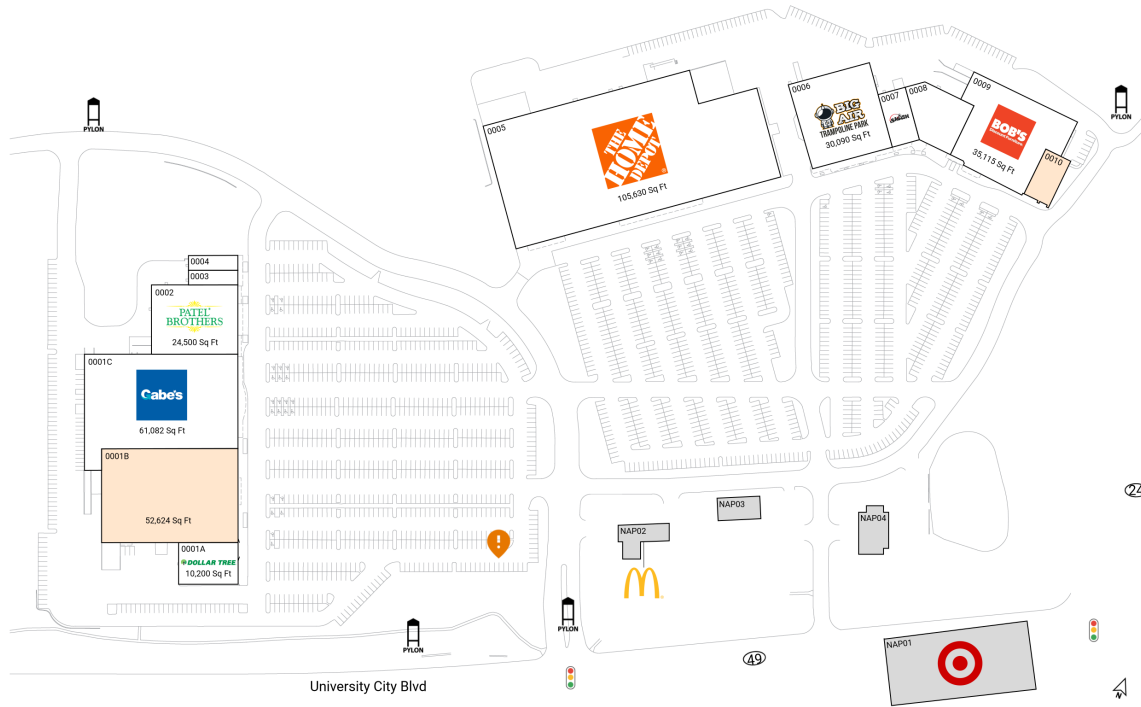 0009
0006
0007
0008
BIG
AIR
TRAMPOLINE PARK
30,090 Sq Ft
BOB'S
Discount Furniture
35,115 Sq Ft
0010
0005
THE
HOME
DEPOT
105,630 Sq Ft
PYLON
PYLON
0004
0003
0002
PATEL
BROTHERS
24,500 Sq Ft
0001C
Gabe's
61,082 Sq Ft
0001B
52,624 Sq Ft
0001A
DOLLAR TREE
10,200 Sq Ft
!
NAP03
NAP02
NAP04
24
PYLON
PYLON
49
NAP01
University City Blvd
N